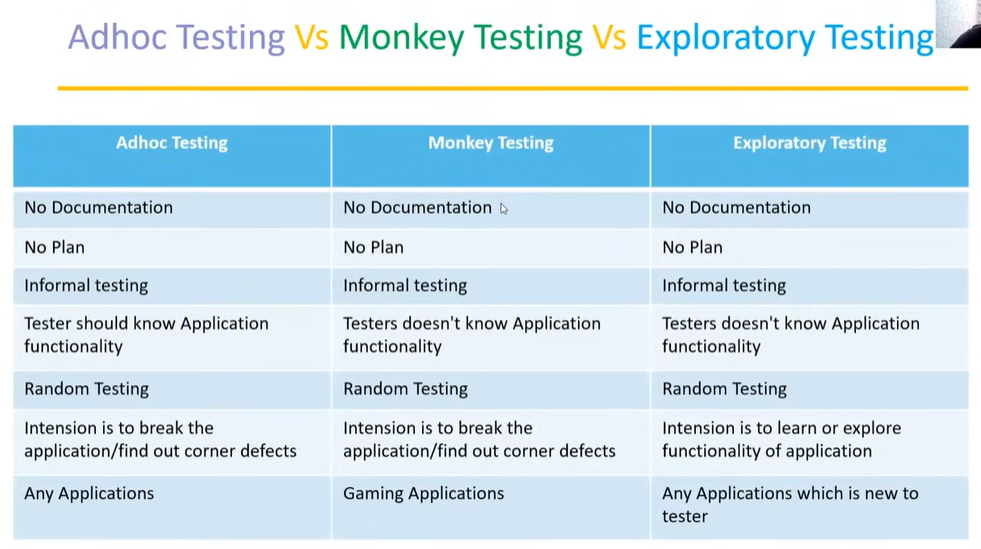 Adhoc Testing Vs Monkey Testing Vs Exploratory Testing
Adhoc Testing
Monkey Testing
Exploratory Testing
No Documentation
No Documentation
No Documentation
No Plan
No Plan
No Plan
Informal testing
Informal testing
Informal testing
Tester should know Application
functionality
Testers doesn't know Application
functionality
Testers doesn't know Application
functionality
Random Testing
Random Testing
Random Testing
Intension is to break the
application/find out corner defects
Intension is to break the
application/find out corner defects
Intension is to learn or explore
functionality of application
Any Applications
Gaming Applications
Any Applications which is new to
tester